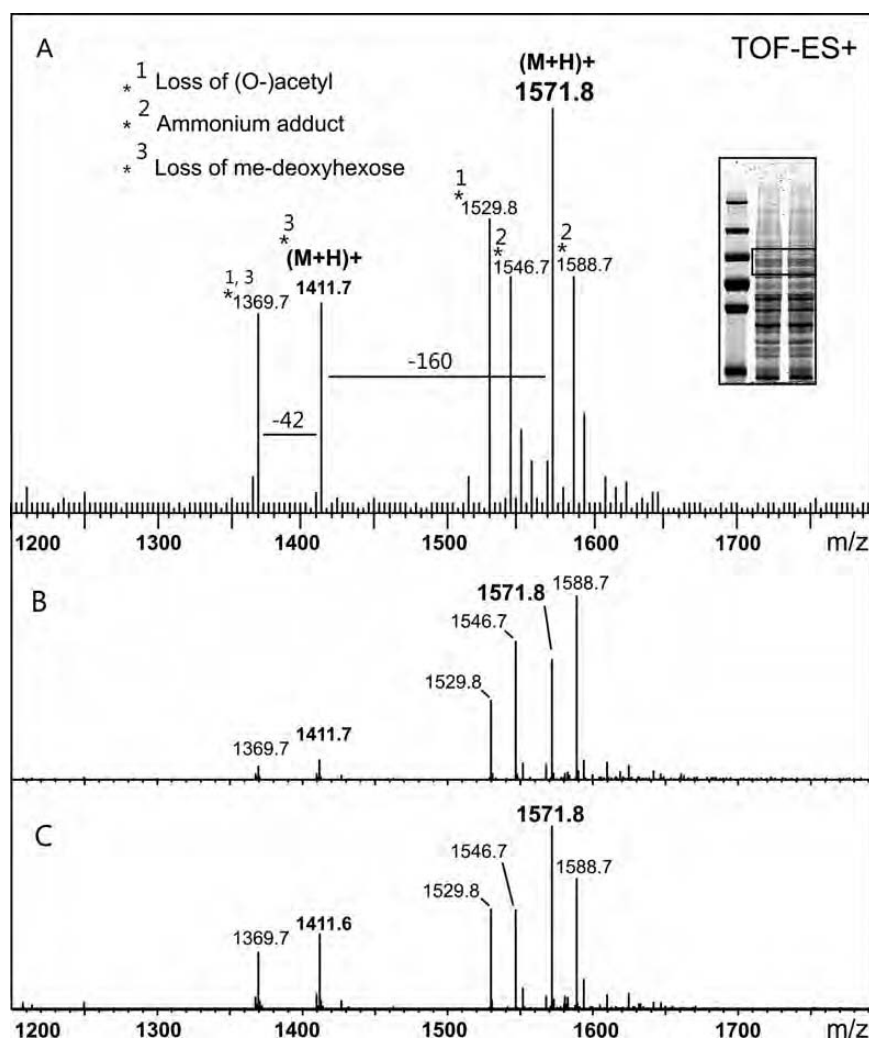 A
TOF-ES+
*1 Loss of (O-)acetyl
*2 Ammonium adduct
*3 Loss of me-deoxyhexose
(M+H)+
1571.8
1
*1529.8
2
*
1546.7
2
*
1588.7
3
*
(M+H)+
1411.7
1, 3
*1369.7
-160
-42
1200 1300 1400 1500 1600 1700 m/z
B
1571.8
1588.7
1546.7
1529.8
1411.7
1369.7
C
1571.8
1546.7
1588.7
1529.8
1411.6
1369.7
1200 1300 1400 1500 1600 1700 m/z